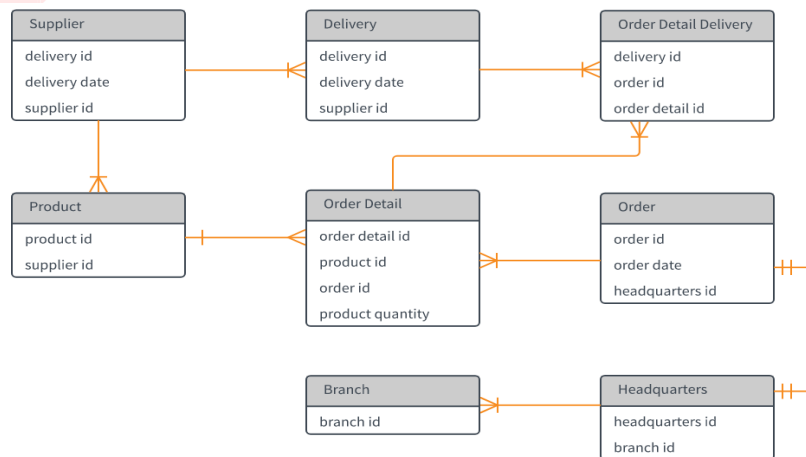 Supplier
delivery id
delivery date
supplier id
Delivery
delivery id
delivery date
supplier id
Order Detail Delivery
delivery id
order id
order detail id
Product
product id
supplier id
Order Detail
order detail id
product id
order id
product quantity
Order
order id
order date
headquarters id
Branch
branch id
Headquarters
headquarters id
branch id